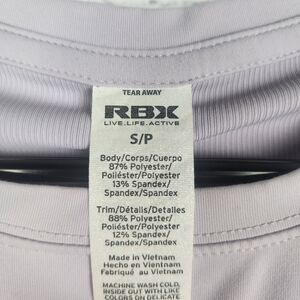 TEAR AWAY
RBX
LIVE.LIFE.ACTIVE
S/P
Body/Corps/Cuerpo
87% Polyester/
Poliéster/Polyester
13% Spandex/
Spandex/Spandex
Trim/Détails/Detalles
88% Polyester/
Poliéster/Polyester
12% Spandex/
Spandex/Spandex
Made in Vietnam
Hecho en Vientnam
Fabriqué au Vietnam
MACHINE WASH COLD,
INSIDE OUT WITH LIKE
COLORS ON DELICATE